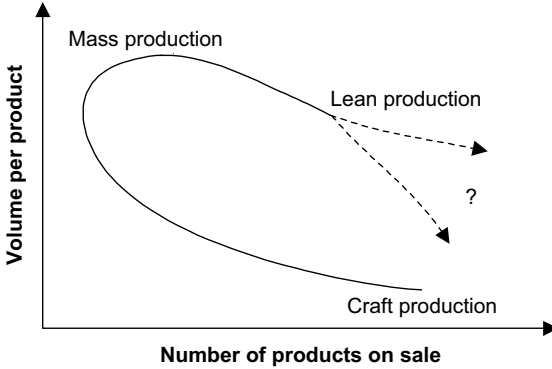 Mass production
Lean production
?
Craft production
Volume per product
Number of products on sale